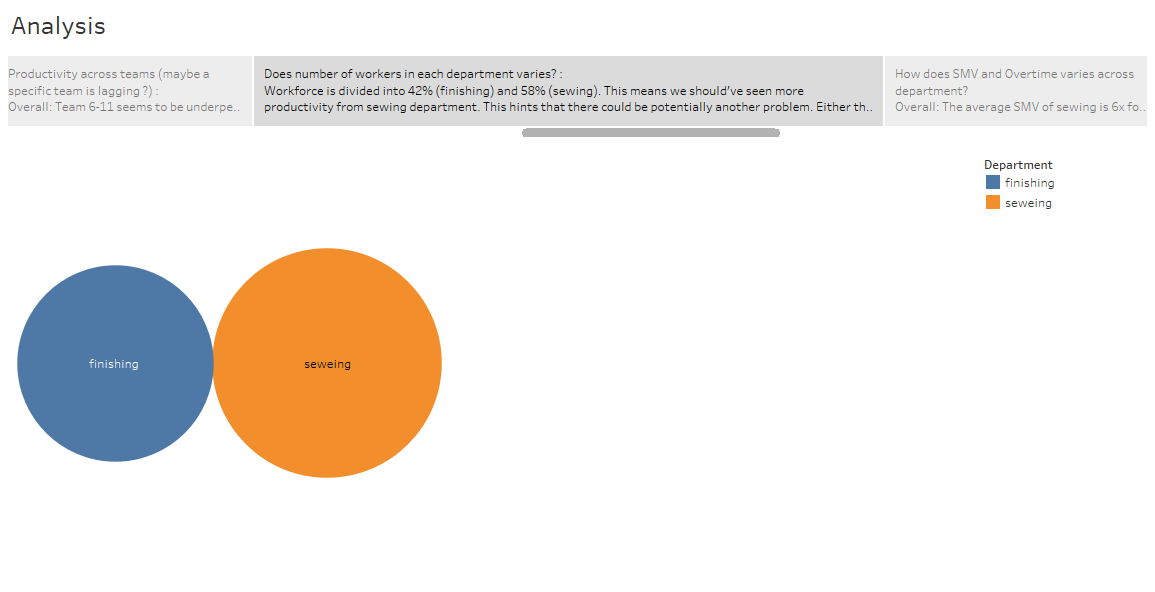 Analysis
Productivity across teams (maybe a
specific team is lagging ?) :
Overall: Team 6-11 seems to be underpe..
Does number of workers in each department varies? :
Workforce is divided into 42% (finishing) and 58% (sewing). This means we should've seen more
productivity from sewing department. This hints that there could be potentially another problem. Either th..
How does SMV and Overtime varies across
department?
Overall: The average SMV of sewing is 6x fo..
Department
finishing
seweing
finishing
seweing